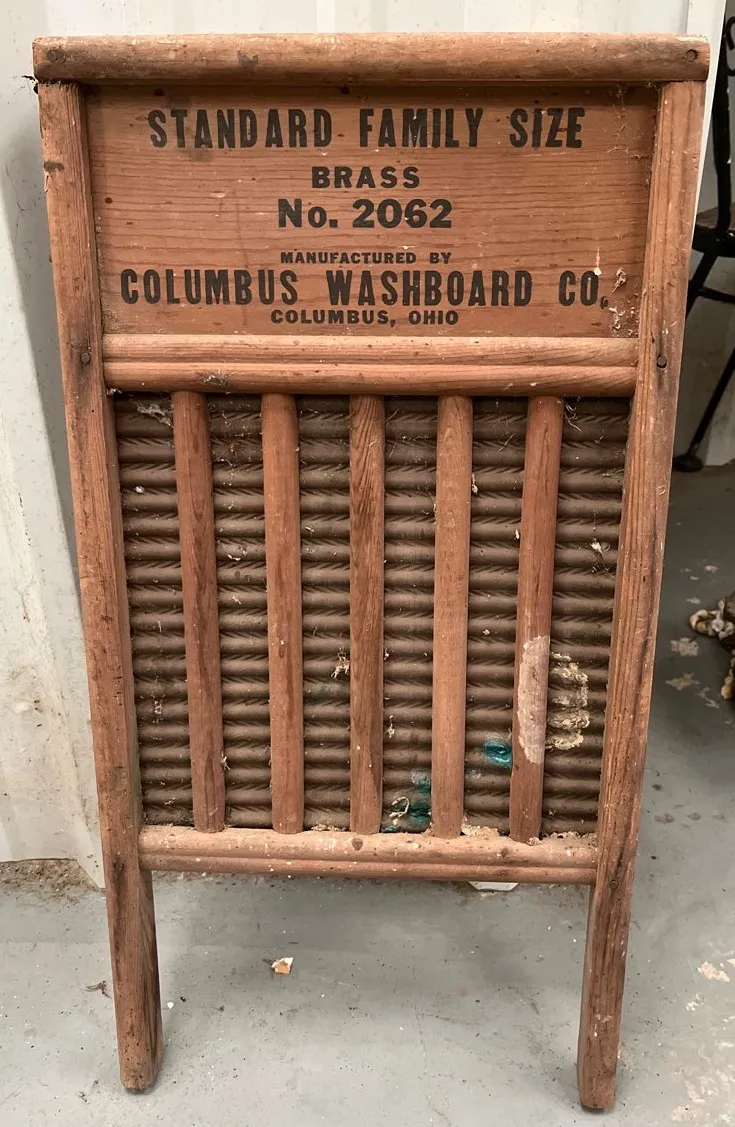 STANDARD FAMILY SIZE
BRASS
No. 2062
MANUFACTURED BY
COLUMBUS WASHBOARD CO.
COLUMBUS, OHIO